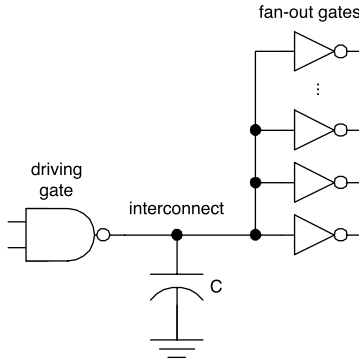 fan-out gates
...
driving
gate
interconnect
C